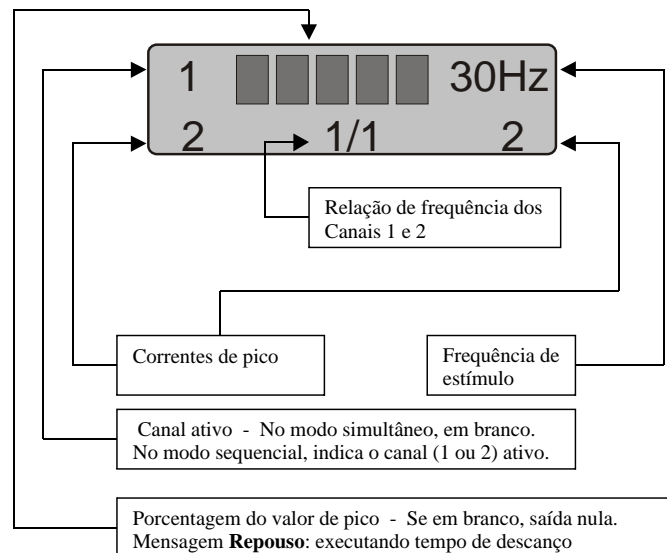 1 30Hz
2 1/1 2
Relação de frequência dos
Canais 1 e 2
Correntes de pico
Frequência de
estímulo
Canal ativo - No modo simultâneo, em branco.
No modo sequencial, indica o canal (1 ou 2) ativo.
Porcentagem do valor de pico - Se em branco, saída nula.
Mensagem Repouso: executando tempo de descanço